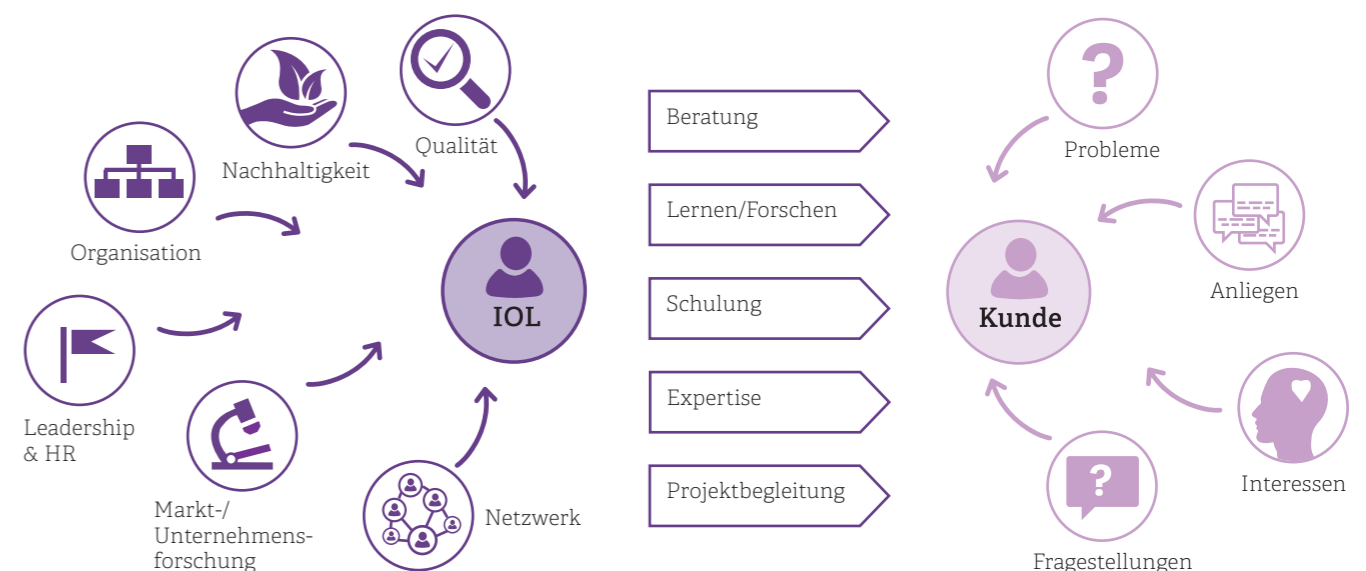 Qualität
Nachhaltigkeit
Organisation
Leadership
& HR
Markt-/
Unternehmens-
forschung
Netzwerk
IOL
Beratung
Lernen/Forschen
Schulung
Expertise
Projektbegleitung
?
Probleme
Anliegen
Kunde
Interessen
?
Fragestellungen